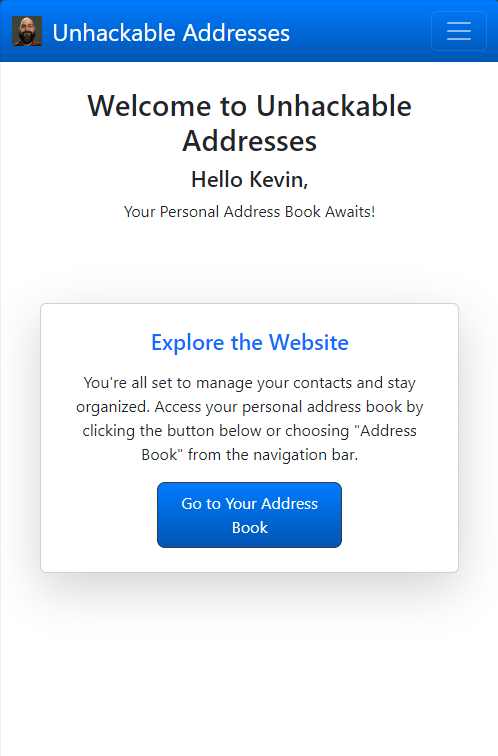 Unhackable Addresses
Welcome to Unhackable
Addresses
Hello Kevin,
Your Personal Address Book Awaits!
Explore the Website
You're all set to manage your contacts and stay
organized. Access your personal address book by
clicking the button below or choosing "Address
Book" from the navigation bar.
Go to Your Address
Book